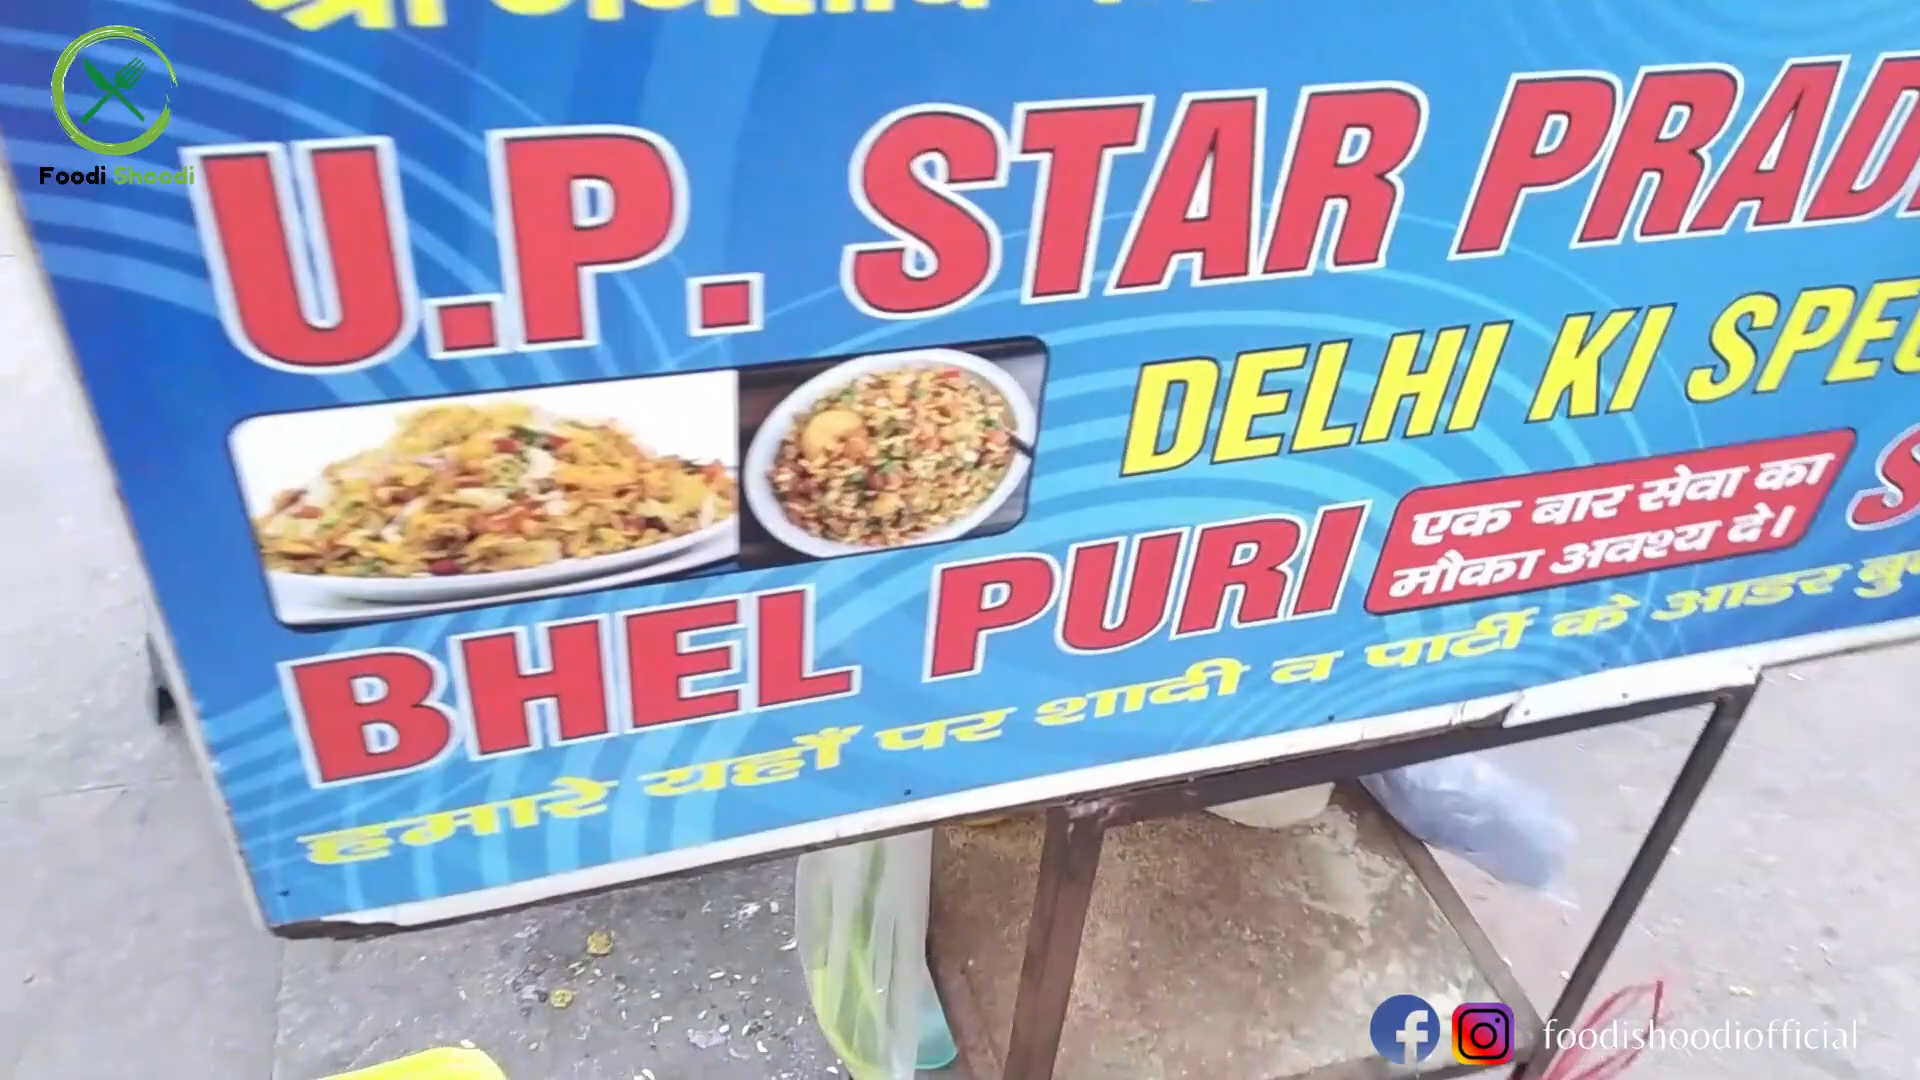 Foodi Shoodi
श्री
U.P. STAR PRAD
DELHI KI SPE
BHEL PURI
एक बार सेवा का
मौका अवश्य दे।
S
हमारे यहाँ पर शादी व पार्टी के आडर बु
foodishoodiofficial